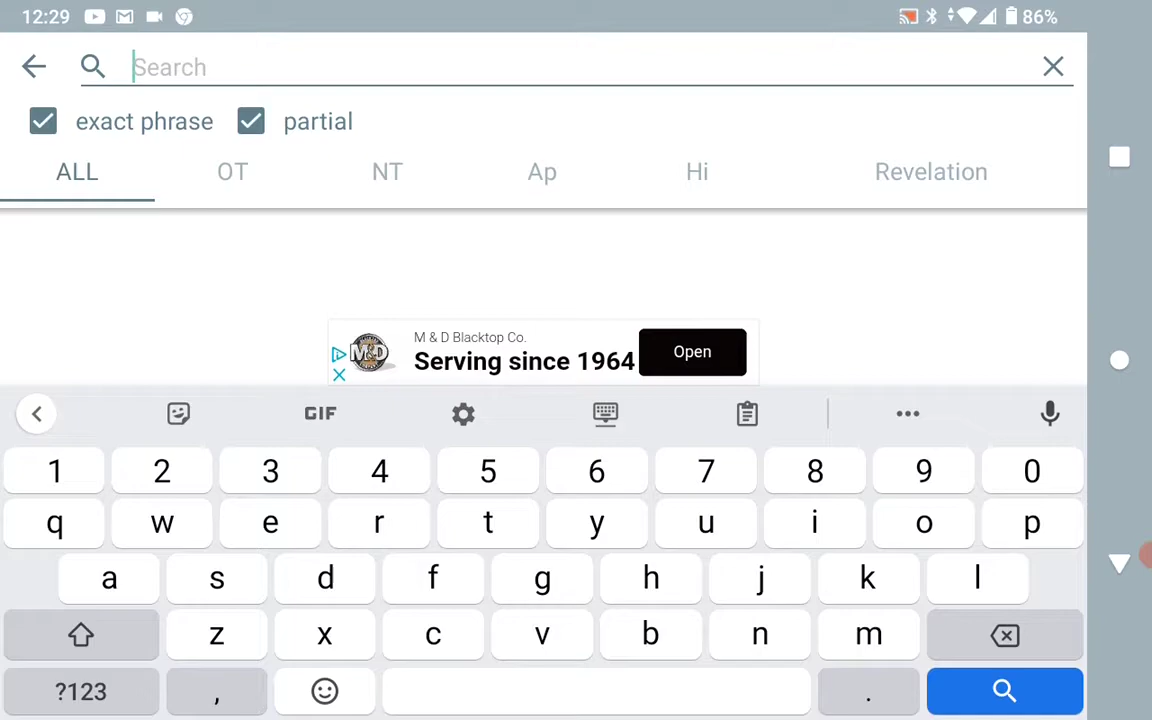 12:29 86%
Search
exact phrase partial
ALL OT NT Ap Hi Revelation
M & D Blacktop Co.
Serving since 1964
Open
M&D
GIF
1 2 3 4 5 6 7 8 9 0
q w e r t y u i o p
a s d f g h j k l
z x c v b n m
?123 , .